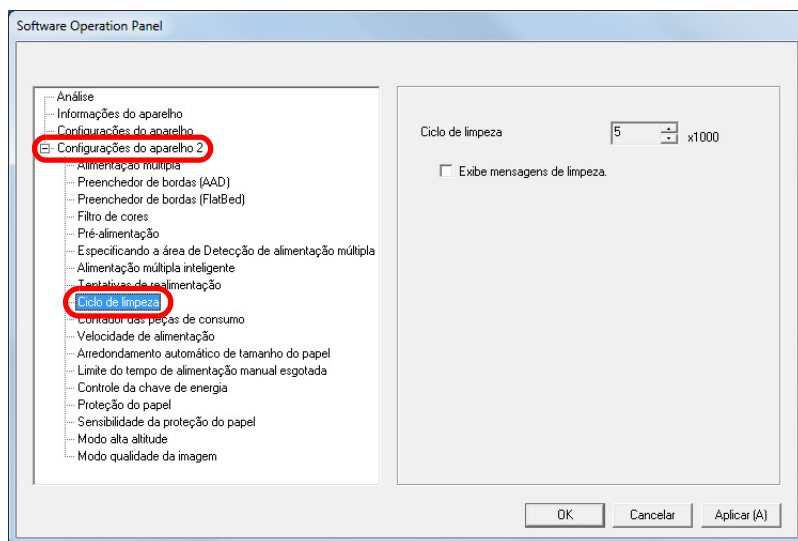 Software Operation Panel
Análise
Informações do aparelho
Configurações do aparelho
Configurações do aparelho 2
Alimentação múltipla
Preenchedor de bordas (AAD)
Preenchedor de bordas (FlatBed)
Filtro de cores
Pré-alimentação
Especificando a área de Detecção de alimentação múltipla
Alimentação múltipla inteligente
Tentativas de realimentação
Ciclo de limpeza
Contador das peças de consumo
Velocidade de alimentação
Arredondamento automático de tamanho do papel
Limite do tempo de alimentação manual esgotada
Controle da chave de energia
Proteção do papel
Sensibilidade da proteção do papel
Modo alta altitude
Modo qualidade da imagem
Ciclo de limpeza 5 x1000
Exibe mensagens de limpeza.
OK Cancelar Aplicar (A)